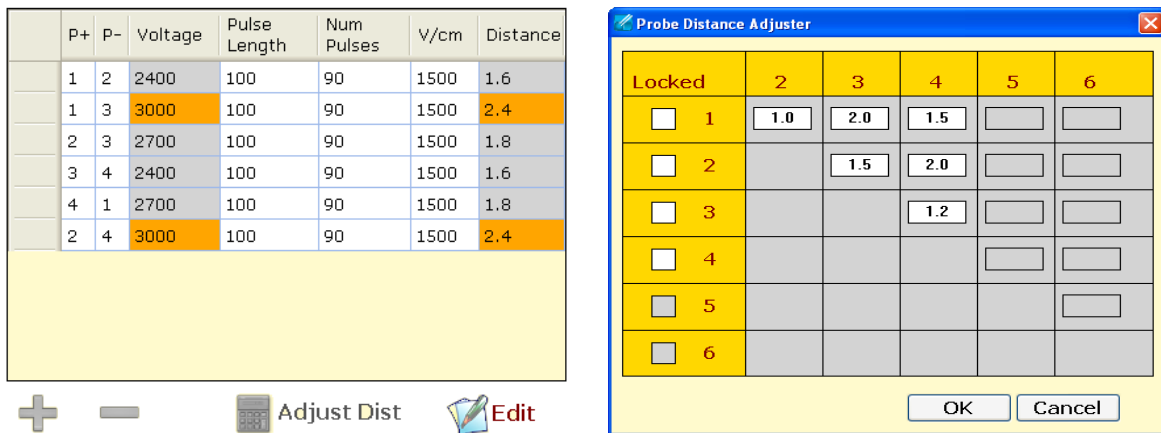 P+ P- Voltage Pulse Length Num Pulses V/cm Distance
1 2 2400 100 90 1500 1.6
1 3 3000 100 90 1500 2.4
2 3 2700 100 90 1500 1.8
3 4 2400 100 90 1500 1.6
4 1 2700 100 90 1500 1.8
2 4 3000 100 90 1500 2.4
Adjust Dist Edit
Probe Distance Adjuster
Locked 2 3 4 5 6
1 1.0 2.0 1.5
2 1.5 2.0
3 1.2
4
5
6
OK Cancel